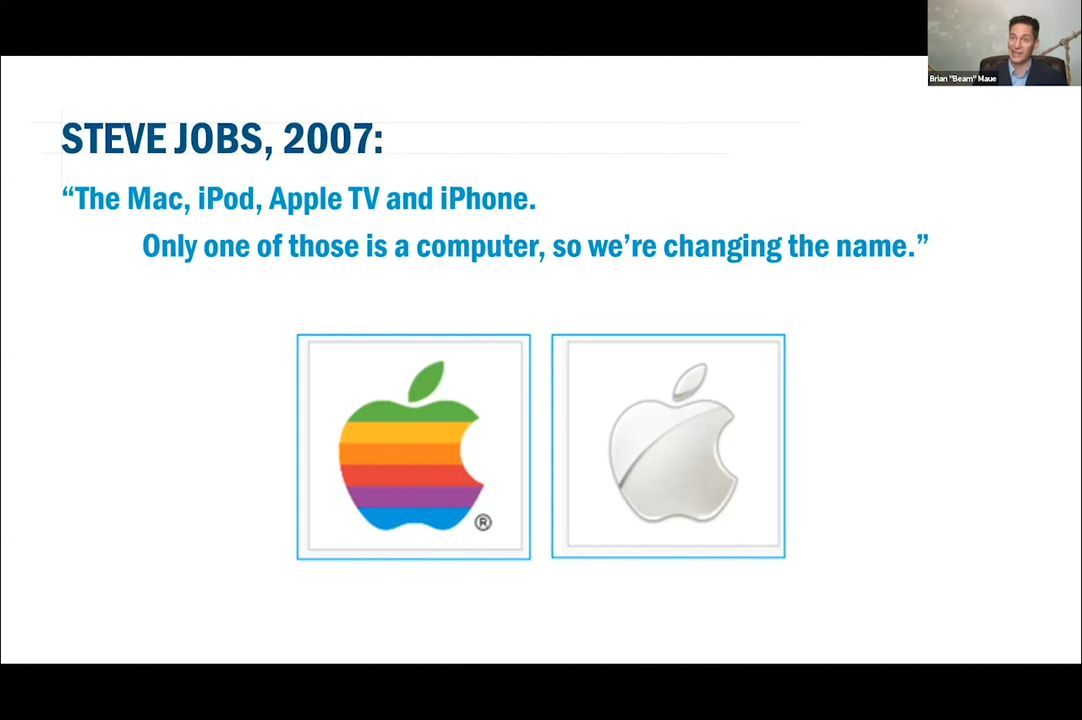 Brian "Beam" Maue
STEVE JOBS, 2007:
“The Mac, iPod, Apple TV and iPhone.
Only one of those is a computer, so we’re changing the name.”
®